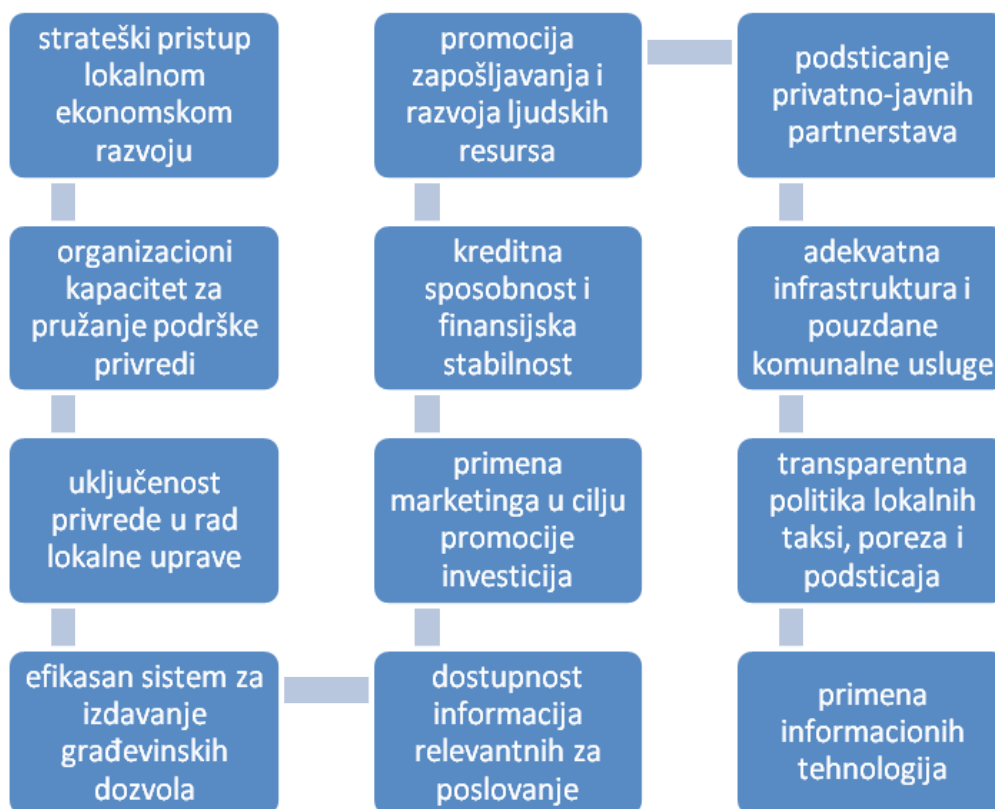 strateški pristup
lokalnom
ekonomskom
razvoju
organizacioni
kapacitet za
pružanje podrške
privredi
uključenost
privrede u rad
lokalne uprave
efikasan sistem za
izdavanje
građevinskih
dozvola
dostupnost
informacija
relevantnih za
poslovanje
primena
marketinga u cilju
promocije
investicija
kreditna
sposobnost i
finansijska
stabilnost
promocija
zapošljavanja i
razvoja ljudskih
resursa
podsticanje
privatno-javnih
partnerstava
adekvatna
infrastruktura i
pouzdane
komunalne usluge
transparentna
politika lokalnih
taksi, poreza i
podsticaja
primena
informacionih
tehnologija